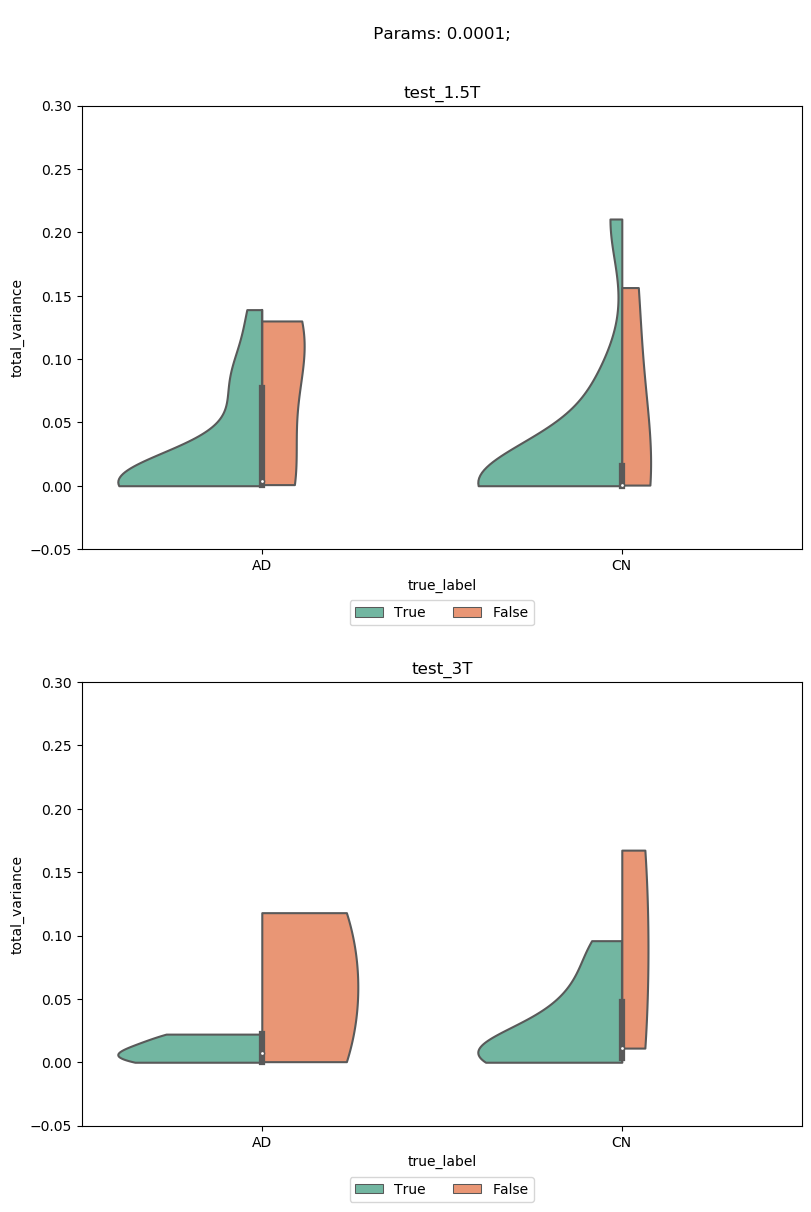 Params: 0.0001;
test_1.5T
0.30
0.25
0.20
0.15
0.10
0.05
0.00
−0.05
total_variance
AD CN
true_label
True False
test_3T
0.30
0.25
0.20
0.15
0.10
0.05
0.00
−0.05
total_variance
AD CN
true_label
True False